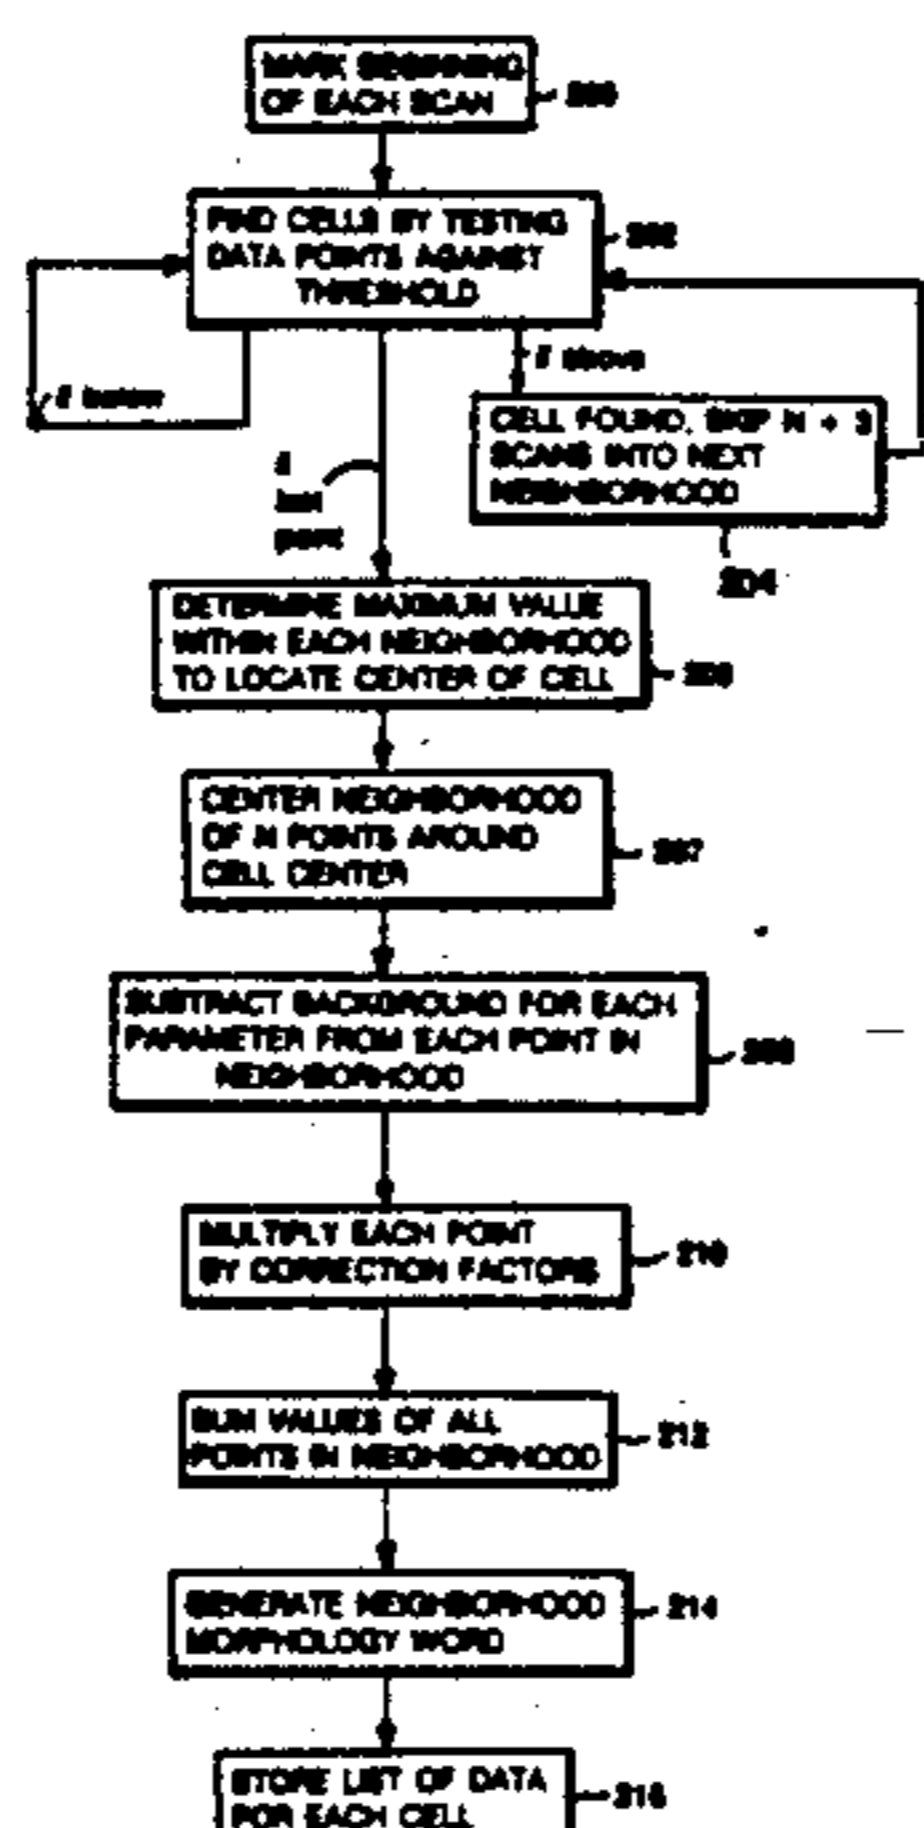 MARK BEGINNING
OF EACH SCAN
FIND CELLS BY TESTING
DATA POINTS AGAINST
THRESHOLD
if below
if above
if
last
point
CELL FOUND, SKIP N + 3
SCANS INTO NEXT
NEIGHBORHOOD
204
DETERMINE MAXIMUM VALUE
WITHIN EACH NEIGHBORHOOD
TO LOCATE CENTER OF CELL
CENTER NEIGHBORHOOD
OF N POINTS AROUND
CELL CENTER
SUBTRACT BACKGROUND FOR EACH
PARAMETER FROM EACH POINT IN
NEIGHBORHOOD
MULTIPLY EACH POINT
BY CORRECTION FACTORS
210
SUM VALUES OF ALL
POINTS IN NEIGHBORHOOD
212
GENERATE NEIGHBORHOOD
MORPHOLOGY WORD
214
STORE LIST OF DATA
FOR EACH CELL
216